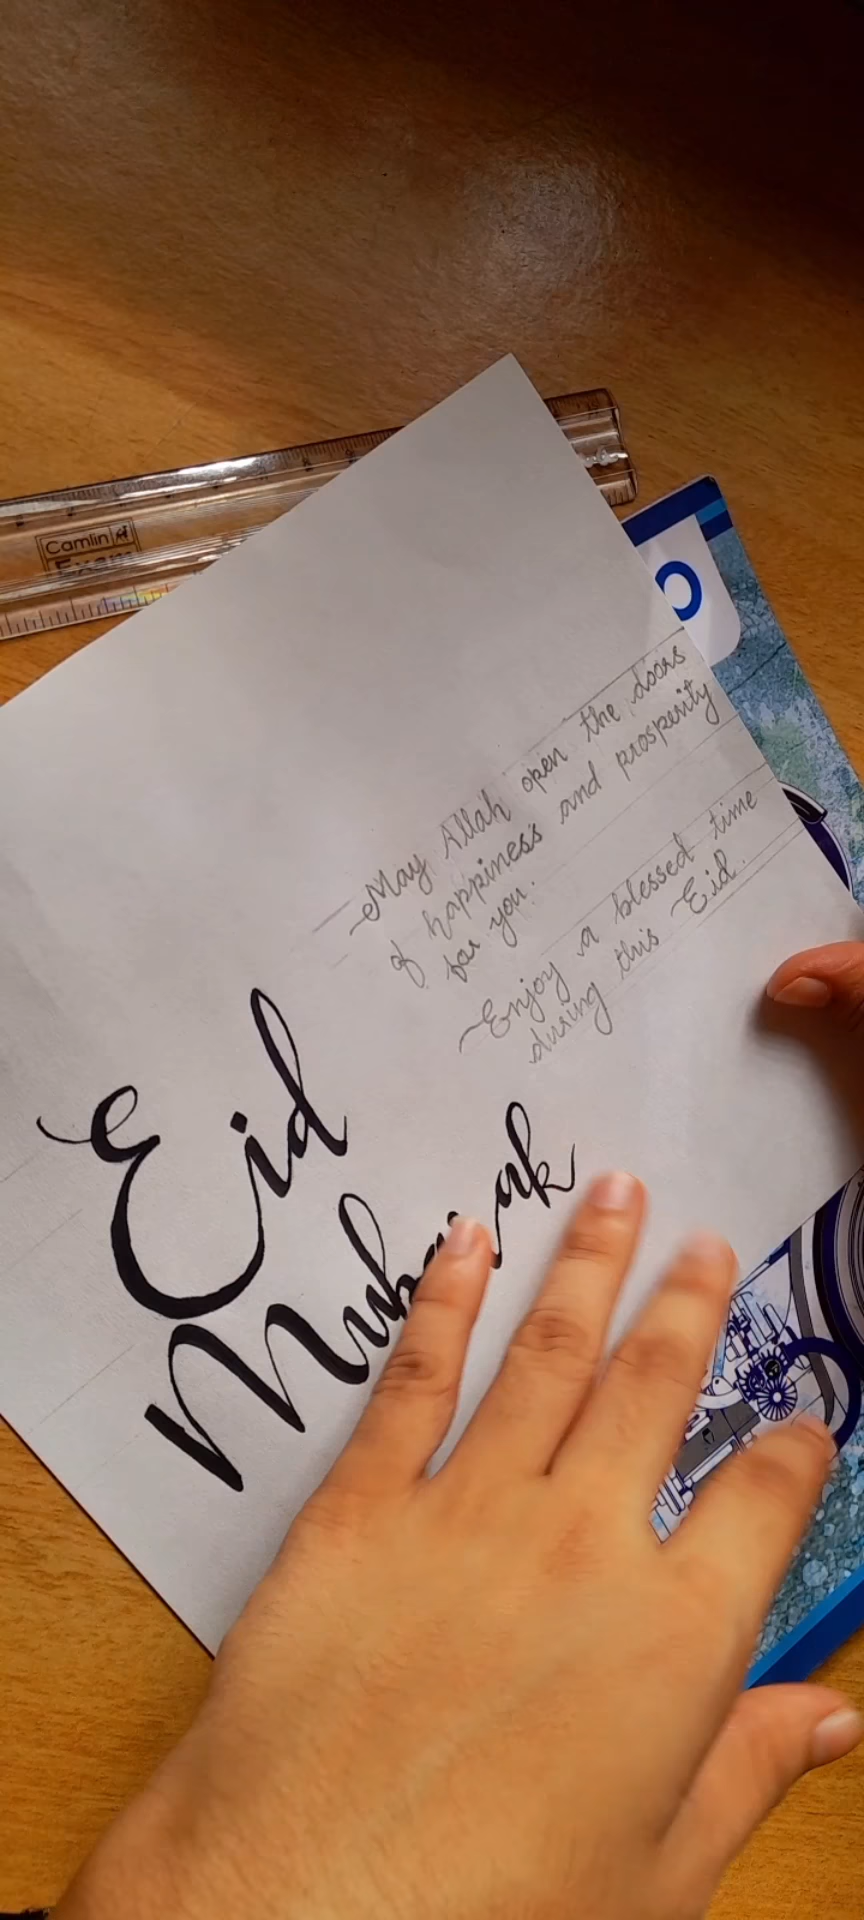 Camlin
Exam
May Allah open the doors
of happiness and prosperity
for you.
Enjoy a blessed time
during this Eid.
Eid